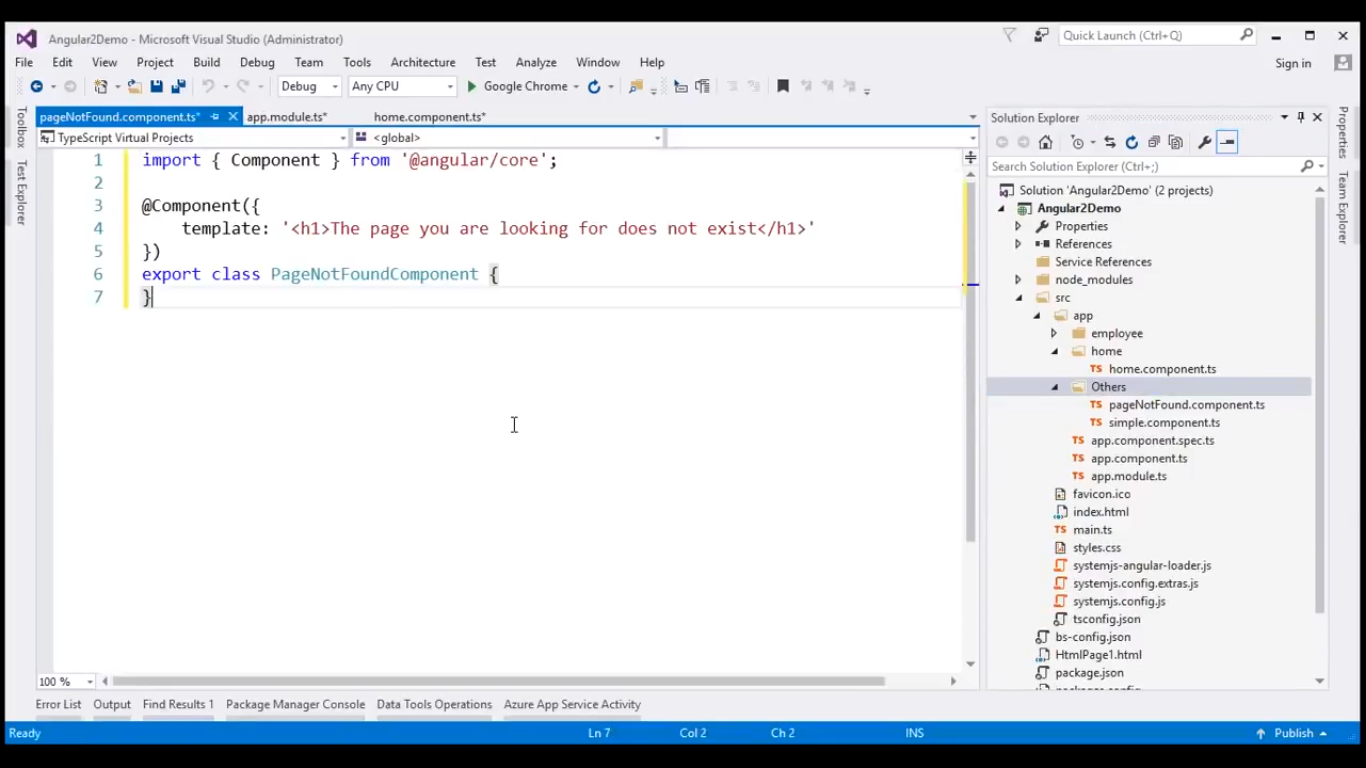 Angular2Demo - Microsoft Visual Studio (Administrator)
Quick Launch (Ctrl+Q)
File Edit View Project Build Debug Team Tools Architecture Test Analyze Window Help
Sign in
Debug Any CPU Google Chrome
pageNotFound.component.ts* app.module.ts* home.component.ts*
TypeScript Virtual Projects <global>
1 import { Component } from '@angular/core';
2
3 @Component({
4 template: '<h1>The page you are looking for does not exist</h1>'
5 })
6 export class PageNotFoundComponent {
7 }
100 %
Toolbox
Test Explorer
Solution Explorer
Search Solution Explorer (Ctrl+;)
Solution 'Angular2Demo' (2 projects)
Angular2Demo
Properties
References
Service References
node_modules
src
app
employee
home
TS home.component.ts
Others
TS pageNotFound.component.ts
TS simple.component.ts
TS app.component.spec.ts
TS app.component.ts
TS app.module.ts
favicon.ico
index.html
TS main.ts
styles.css
systemjs-angular-loader.js
systemjs.config.extras.js
systemjs.config.js
tsconfig.json
bs-config.json
HtmlPage1.html
package.json
Properties
Team Explorer
Error List Output Find Results 1 Package Manager Console Data Tools Operations Azure App Service Activity
Ready Ln 7 Col 2 Ch 2 INS Publish